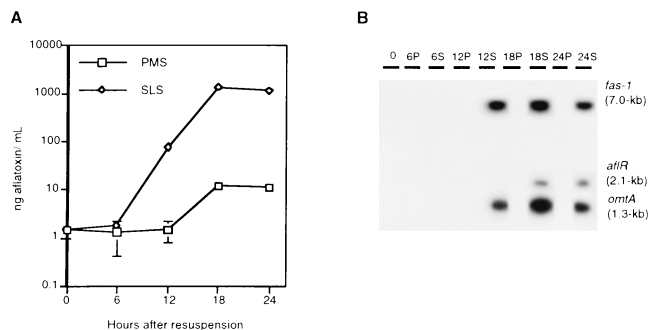 A
10000
1000
100
10
1
0.1
ng aflatoxin/ mL
PMS
SLS
0 6 12 18 24
Hours after resuspension
B
0 6P 6S 12P 12S 18P 18S 24P 24S
fas-1
(7.0-kb)
aflR
(2.1-kb)
omtA
(1.3-kb)